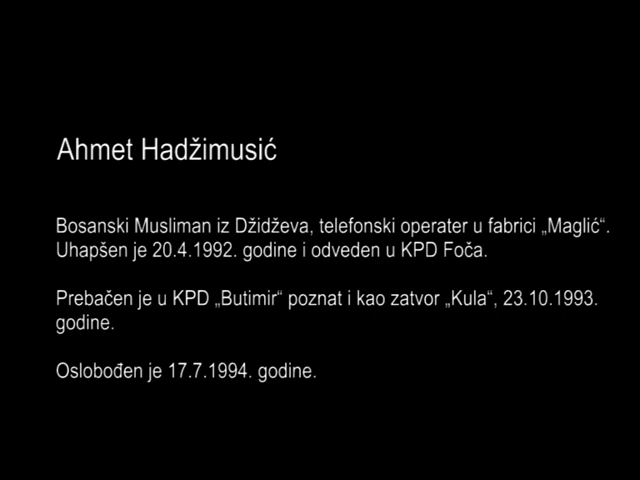 Ahmet Hadžimusić
Bosanski Musliman iz Džidževa, telefonski operater u fabrici „Maglić“.
Uhapšen je 20.4.1992. godine i odveden u KPD Foča.
Prebačen je u KPD „Butimir“ poznat i kao zatvor „Kula“, 23.10.1993.
godine.
Oslobođen je 17.7.1994. godine.